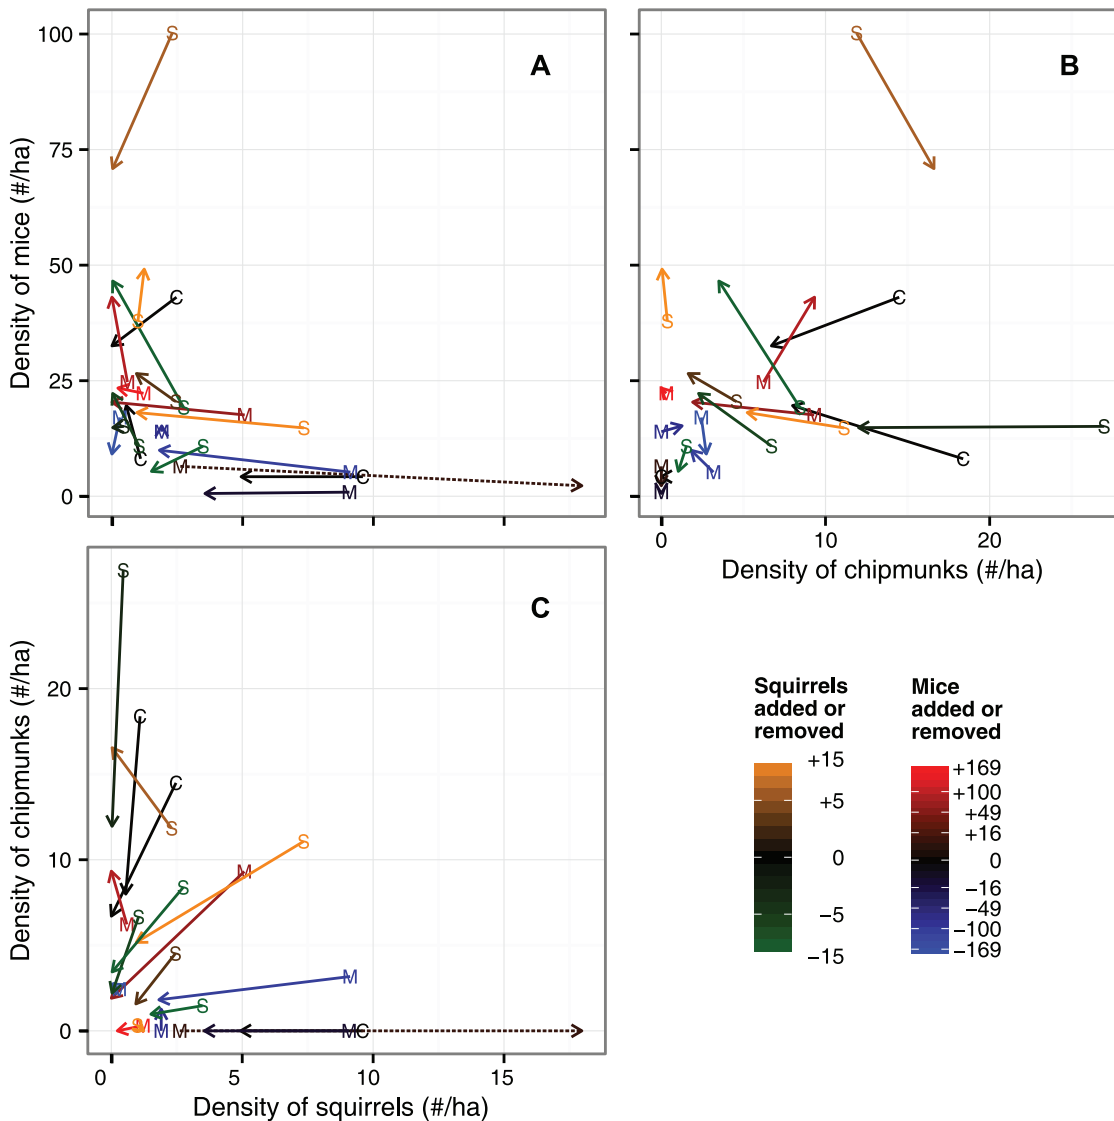 A
B
Density of mice (#/ha)
100
75
50
25
0
S
S
C
M
M
S
S
M
S
S
M
M
S
C
S
M
M
C
M
S
S
C
M
M
S
M
S
S
M
M
S
C
S
M
M
C
M
0
10
20
Density of chipmunks (#/ha)
C
Density of chipmunks (#/ha)
20
10
0
S
C
C
S
S
M
S
M
S
S
M
M
S
S
M
M
M
M
C
0
5
10
15
Density of squirrels (#/ha)
Squirrels
added or
removed
+15
+5
0
−5
−15
Mice
added or
removed
+169
+100
+49
+16
0
−16
−49
−100
−169